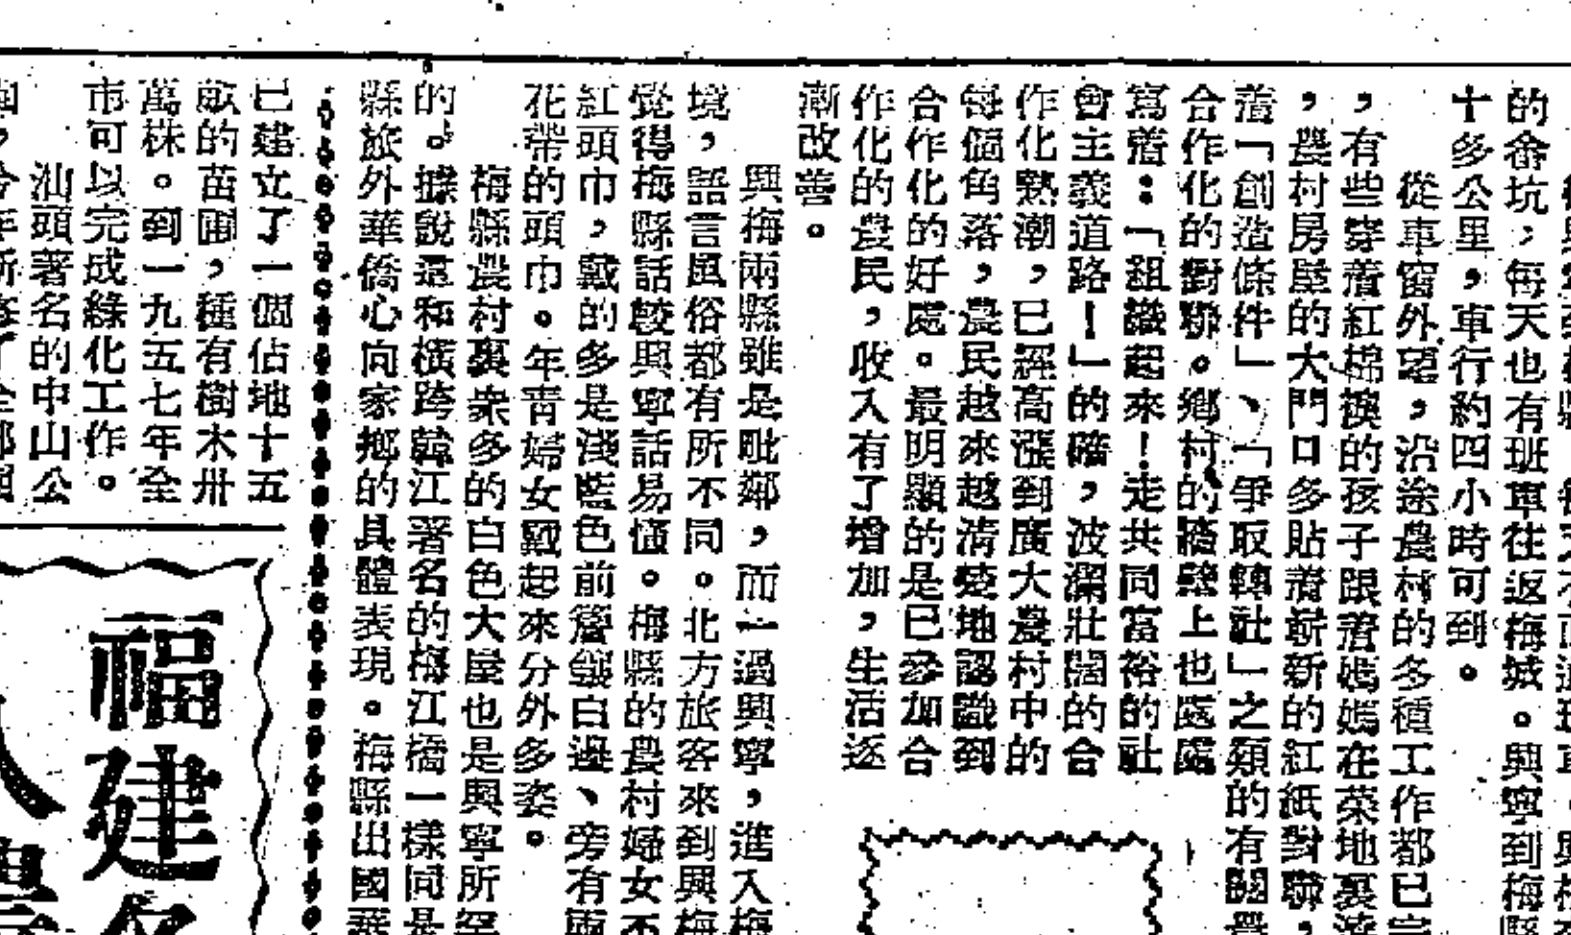 的畬坑，每天也有班車往返梅城。興寧到梅縣
十多公里，車行約四小時可到。
從車窗外望，沿途農村的多種工作都已完
，有些穿着紅棉襖的孩子跟着媽媽在菜地裏
，農村房屋的大門口多貼着嶄新的紅紙對聯，
着「創造條件」、「爭取轉社」之類的有關農
合作化的對聯。鄉村的牆壁上也處處
寫着：「組織起來！走共同富裕的社
會主義道路！」的確，波瀾壯闊的合
作化熱潮，已經高漲到廣大農村中的
每個角落，農民越來越清楚地認識到
合作化的好處。最明顯的是已參加合
作化的農民，收入有了增加，生活逐
漸改善。
興梅兩縣雖是毗鄰，而一過興寧，進入梅
境，語言風俗都有所不同。北方旅客來到興梅
覺得梅縣話較興寧話易懂。梅縣的農村婦女不
紅頭巾，戴的多是淺藍色前簷鑲白邊、旁有兩
花帶的頭巾。年青婦女戴起來分外多姿。
梅縣農村裏衆多的白色大屋也是興寧所罕
的。據說這和橫跨韓江著名的梅江橋一樣同是
縣旅外華僑心向家鄉的具體表現。梅縣出國華
已建立了一個佔地十五
畝的苗圃，種有樹木卅
萬株。到一九五七年全
市可以完成綠化工作。
汕頭著名的中山公
福建